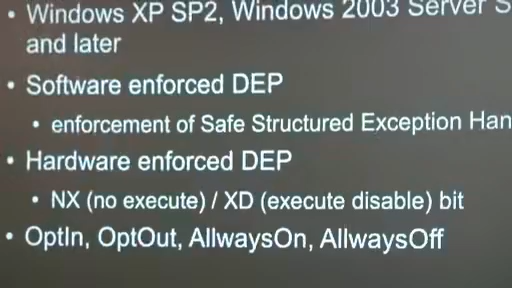 • Windows XP SP2, Windows 2003 Server S
and later
• Software enforced DEP
• enforcement of Safe Structured Exception Han
• Hardware enforced DEP
• NX (no execute) / XD (execute disable) bit
• OptIn, OptOut, AllwaysOn, AllwaysOff